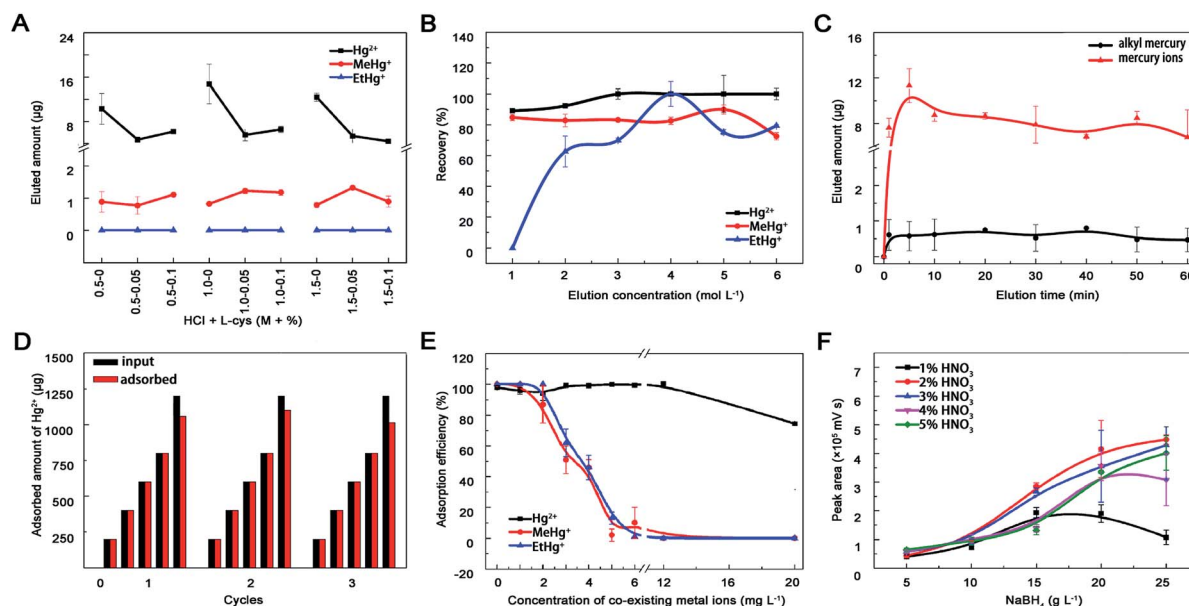 A
Eluted amount (µg)
24
16
8
2
1
0
Hg²⁺
MeHg⁺
EtHg⁺
0.5-0
0.5-0.05
0.5-0.1
1.0-0
1.0-0.05
1.0-0.1
1.5-0
1.5-0.05
1.5-0.1
HCl + L-cys (M + %)
B
Recovery (%)
140
120
100
80
60
40
20
0
Hg²⁺
MeHg⁺
EtHg⁺
1 2 3 4 5 6
Elution concentration (mol L⁻¹)
C
Eluted amount (µg)
16
12
8
1
0
alkyl mercury
mercury ions
0 10 20 30 40 50 60
Elution time (min)
D
Adsorbed amount of Hg²⁺ (µg)
1500
1250
1000
750
500
250
input
adsorbed
0 1 2 3
Cycles
E
Adsorption efficiency (%)
120
100
80
60
40
20
0
-20
Hg²⁺
MeHg⁺
EtHg⁺
0 2 4 6 12 20
Concentration of co-existing metal ions (mg L⁻¹)
F
Peak area (×10⁵ mV s)
7
6
5
4
3
2
1
0
1% HNO₃
2% HNO₃
3% HNO₃
4% HNO₃
5% HNO₃
5 10 15 20 25
NaBH₄ (g L⁻¹)